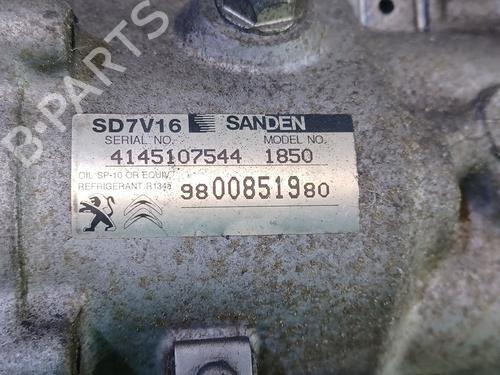 B-PARTS
SD7V16 SANDEN
SERIAL NO. MODEL NO.
4145107544 1850
OIL SP-10 OR EQUIV.
REFRIGERANT R134a
9800851980